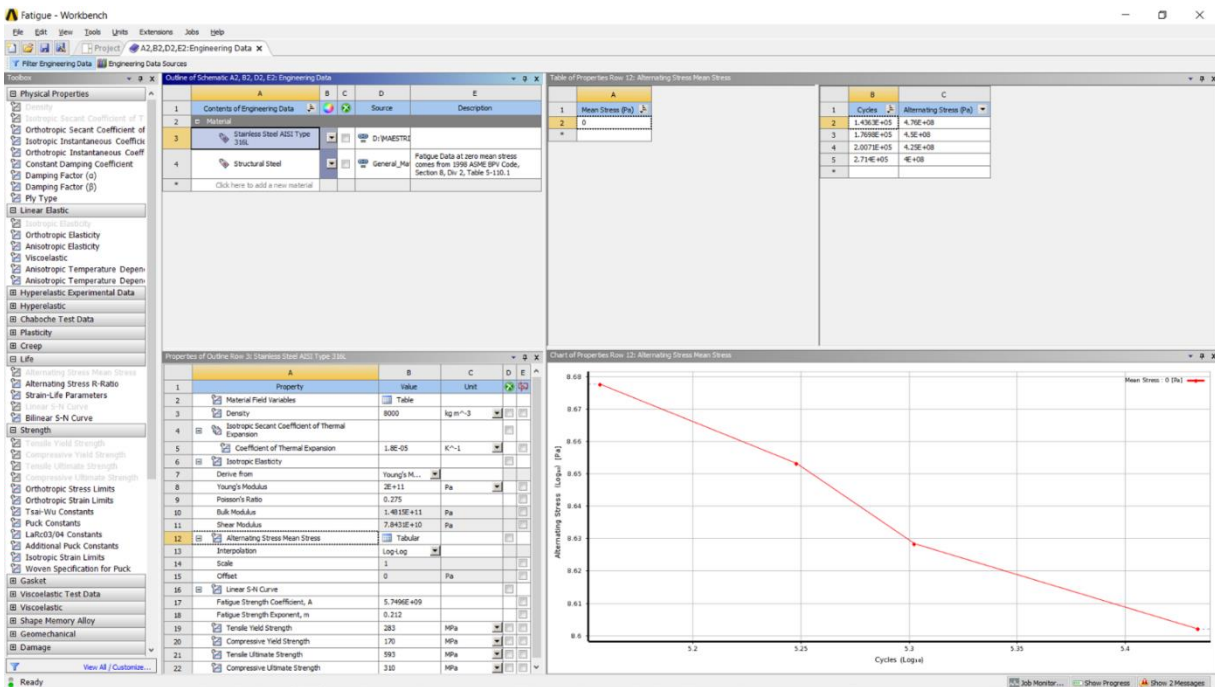 Fatigue - Workbench
File Edit View Tools Units Extensions Jobs Help
Project A2,B2,D2,E2:Engineering Data
Filter Engineering Data Engineering Data Sources
Toolbox
Physical Properties
Density
Isotropic Secant Coefficient of T
Orthotropic Secant Coefficient of
Isotropic Instantaneous Coefficie
Orthotropic Instantaneous Coeff
Constant Damping Coefficient
Damping Factor (α)
Damping Factor (β)
Ply Type
Linear Elastic
Isotropic Elasticity
Orthotropic Elasticity
Anisotropic Elasticity
Viscoelastic
Anisotropic Temperature Depen
Anisotropic Temperature Depen
Hyperelastic Experimental Data
Hyperelastic
Chaboche Test Data
Plasticity
Creep
Life
Alternating Stress Mean Stress
Alternating Stress R-Ratio
Strain-Life Parameters
Linear S-N Curve
Bilinear S-N Curve
Strength
Tensile Yield Strength
Compressive Yield Strength
Tensile Ultimate Strength
Compressive Ultimate Strength
Orthotropic Stress Limits
Orthotropic Strain Limits
Tsai-Wu Constants
Puck Constants
LaRc03/04 Constants
Additional Puck Constants
Isotropic Strain Limits
Woven Specification for Puck
Gasket
Viscoelastic Test Data
Viscoelastic
Shape Memory Alloy
Geomechanical
Damage
View All / Customize...
Outline of Schematic A2, B2, D2, E2: Engineering Data
A B C D E
1 Contents of Engineering Data Source Description
2 Material
3 Stainless Steel AISI Type 316L D:\MAESTRI
4 Structural Steel General_Ma Fatigue Data at zero mean stress
comes from 1998 ASME BPV Code,
Section 8, Div 2, Table 5-110.1
* Click here to add a new material
Properties of Outline Row 3: Stainless Steel AISI Type 316L
A B C D E
1 Property Value Unit
2 Material Field Variables Table
3 Density 8000 kg m^-3
4 Isotropic Secant Coefficient of Thermal Expansion
5 Coefficient of Thermal Expansion 1.8E-05 K^-1
6 Isotropic Elasticity
7 Derive from Young's M...
8 Young's Modulus 2E+11 Pa
9 Poisson's Ratio 0.275
10 Bulk Modulus 1.4815E+11 Pa
11 Shear Modulus 7.8431E+10 Pa
12 Alternating Stress Mean Stress Tabular
13 Interpolation Log-Log
14 Scale 1
15 Offset 0 Pa
16 Linear S-N Curve
17 Fatigue Strength Coefficient, A 5.7496E+09
18 Fatigue Strength Exponent, m 0.212
19 Tensile Yield Strength 283 MPa
20 Compressive Yield Strength 170 MPa
21 Tensile Ultimate Strength 593 MPa
22 Compressive Ultimate Strength 310 MPa
Table of Properties Row 12: Alternating Stress Mean Stress
A
1 Mean Stress (Pa)
2 0
*
B C
1 Cycles Alternating Stress (Pa)
2 1.4363E+05 4.76E+08
3 1.7698E+05 4.5E+08
4 2.0071E+05 4.25E+08
5 2.714E+05 4E+08
*
Chart of Properties Row 12: Alternating Stress Mean Stress
Mean Stress : 0 [Pa]
8.68
8.67
8.66
8.65
8.64
8.63
8.62
8.61
8.6
Alternating Stress (Log₁₀) [Pa]
5.2 5.25 5.3 5.35 5.4
Cycles (Log₁₀)
Ready
Job Monitor... Show Progress Show 2 Messages